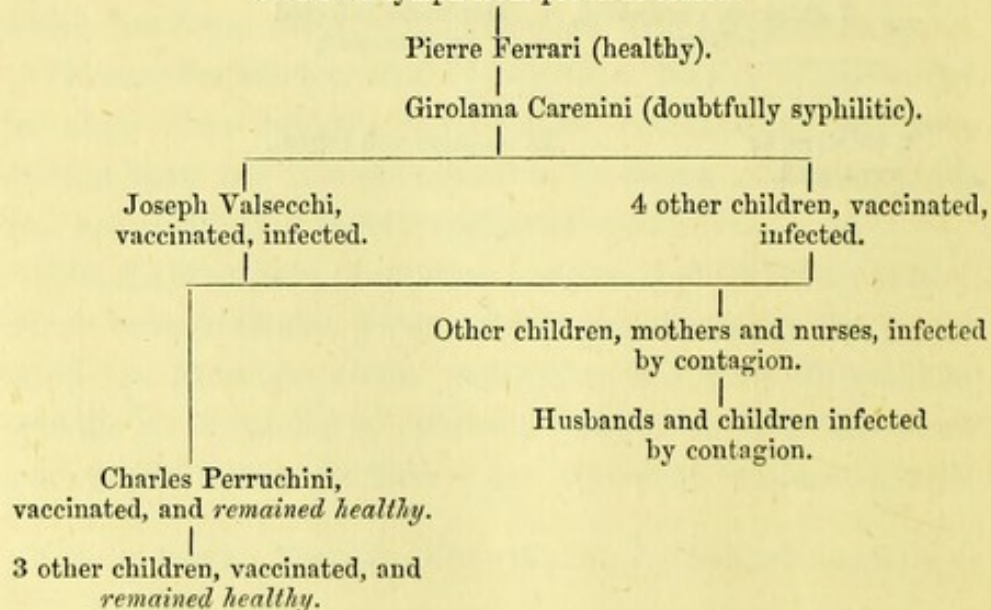 Pierre Ferrari (healthy).
Girolama Carenini (doubtfully syphilitic).
Joseph Valsecchi,
vaccinated, infected.
4 other children, vaccinated,
infected.
Other children, mothers and nurses, infected
by contagion.
Husbands and children infected
by contagion.
Charles Perruchini,
vaccinated, and remained healthy.
3 other children, vaccinated, and
remained healthy.